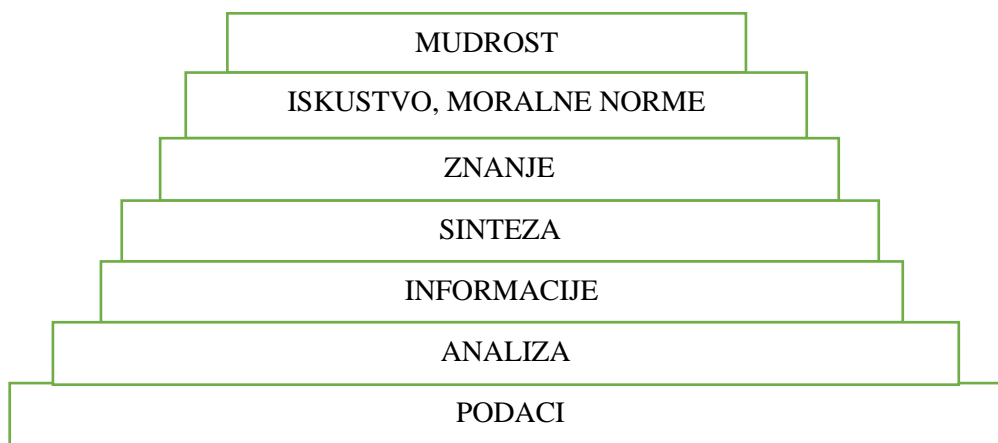 MUDROST
ISKUSTVO, MORALNE NORME
ZNANJE
SINTEZA
INFORMACIJE
ANALIZA
PODACI